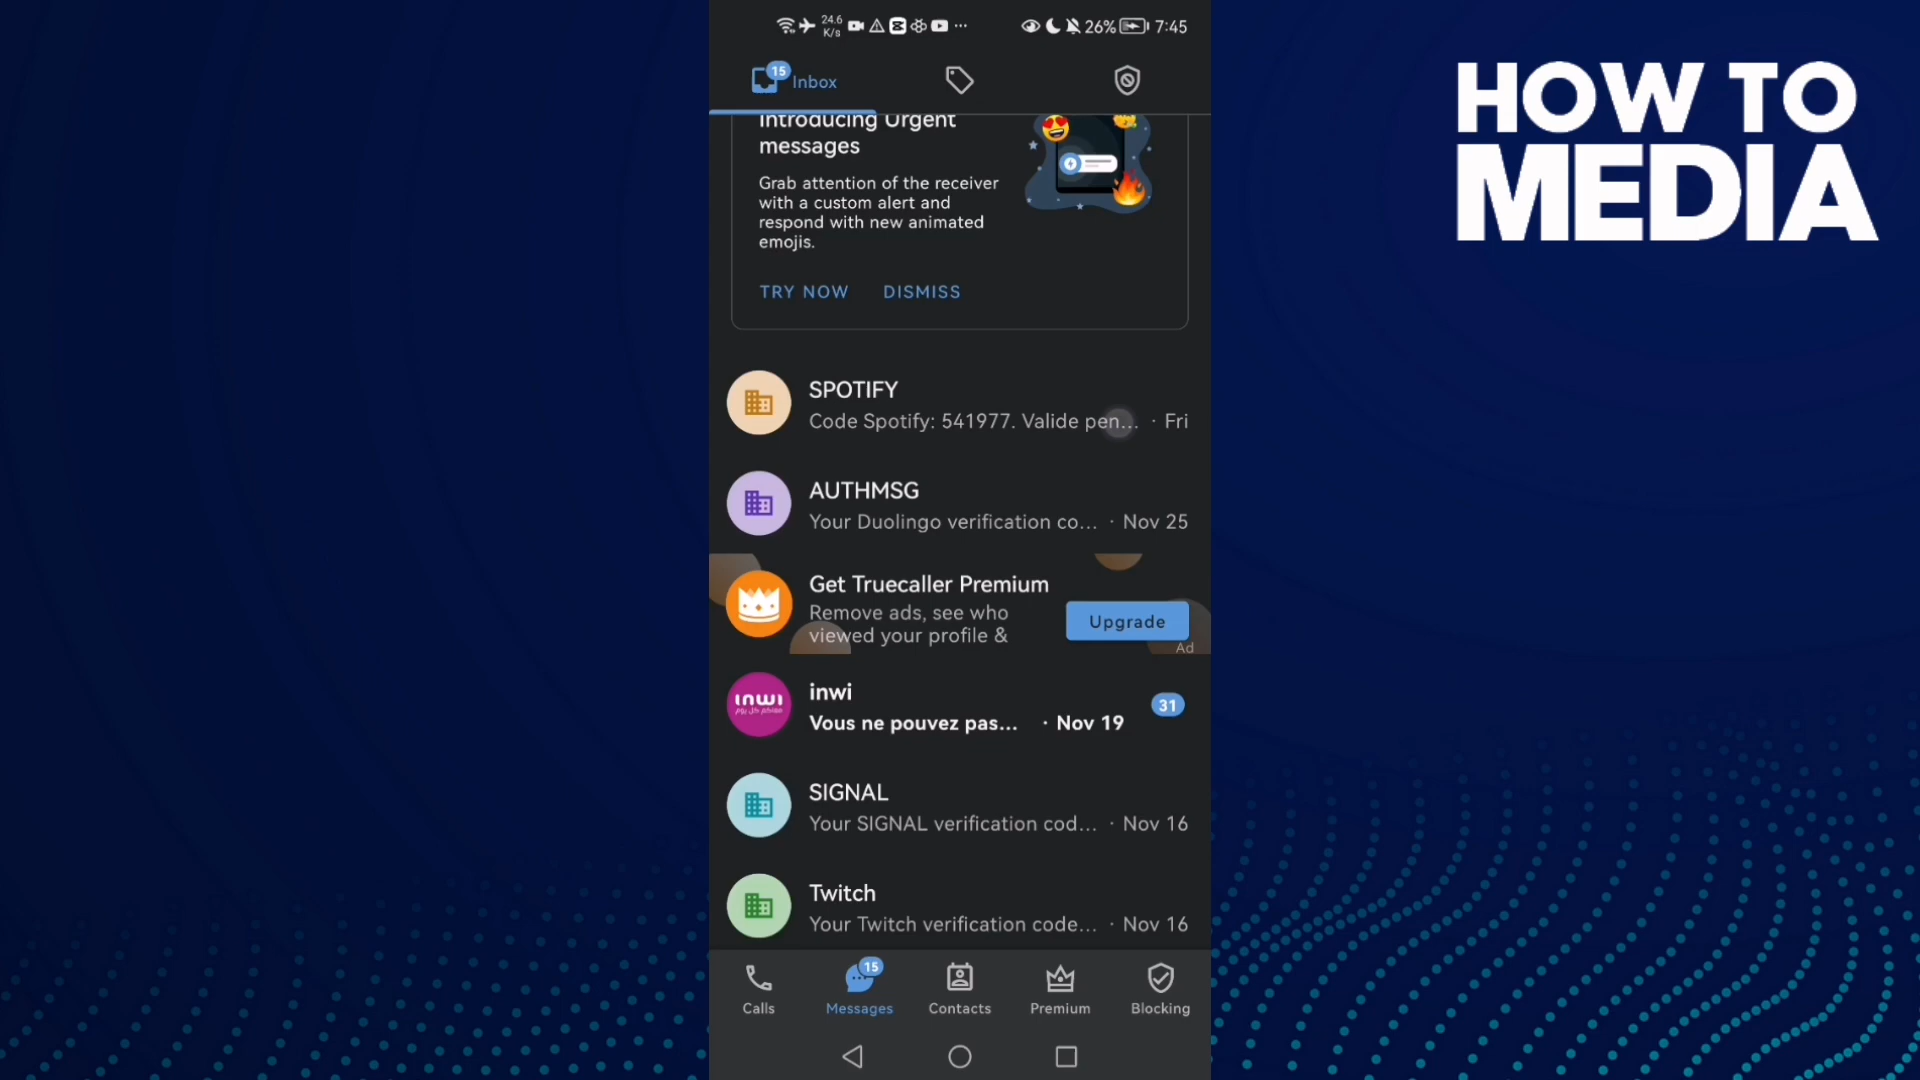 24.6
K/s
26%
7:45
HOW TO
MEDIA
15
Inbox
Introducing Urgent
messages
Grab attention of the receiver
with a custom alert and
respond with new animated
emojis.
TRY NOW DISMISS
SPOTIFY
Code Spotify: 541977. Valide pen... · Fri
AUTHMSG
Your Duolingo verification co... · Nov 25
Get Truecaller Premium
Remove ads, see who
viewed your profile &
Upgrade
Ad
inwi
inwi
Vous ne pouvez pas... · Nov 19
31
SIGNAL
Your SIGNAL verification cod... · Nov 16
Twitch
Your Twitch verification code... · Nov 16
15
Calls Messages Contacts Premium Blocking